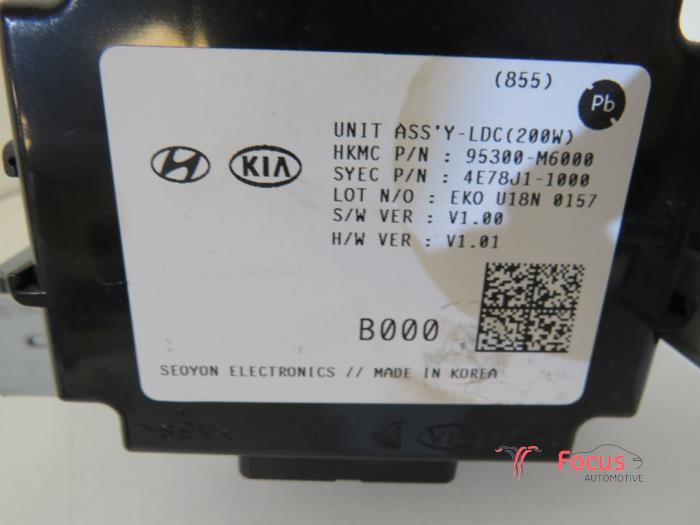 (855)
Pb
UNIT ASS'Y-LDC(200W)
HKMC P/N : 95300-M6000
SYEC P/N : 4E78J1-1000
LOT N/O : EKO U18N 0157
S/W VER : V1.00
H/W VER : V1.01
KIA
B000
SEOYON ELECTRONICS // MADE IN KOREA
KIA
Focus
AUTOMOTIVE